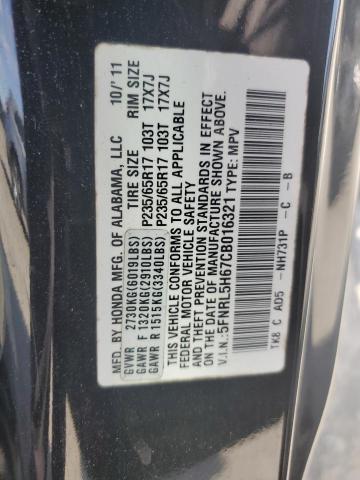 MFD. BY HONDA MFG. OF ALABAMA, LLC 10/'11
TIRE SIZE RIM SIZE
GVWR 2730KG(6019LBS)
GAWR F 1320KG(2910LBS) P235/65R17 103T 17X7J
GAWR R 1515KG(3340LBS) P235/65R17 103T 17X7J
THIS VEHICLE CONFORMS TO ALL APPLICABLE
FEDERAL MOTOR VEHICLE SAFETY
AND THEFT PREVENTION STANDARDS IN EFFECT
ON THE DATE OF MANUFACTURE SHOWN ABOVE.
V.I.N.:5FNRL5H67CB016321 TYPE: MPV
TK8 C AD5 -NH731P -C -B